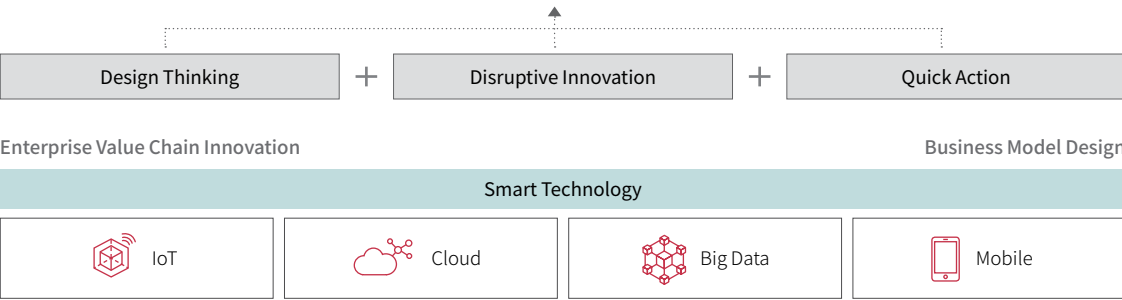 Design Thinking + Disruptive Innovation + Quick Action
Enterprise Value Chain Innovation Business Model Design
Smart Technology
IoT Cloud Big Data Mobile